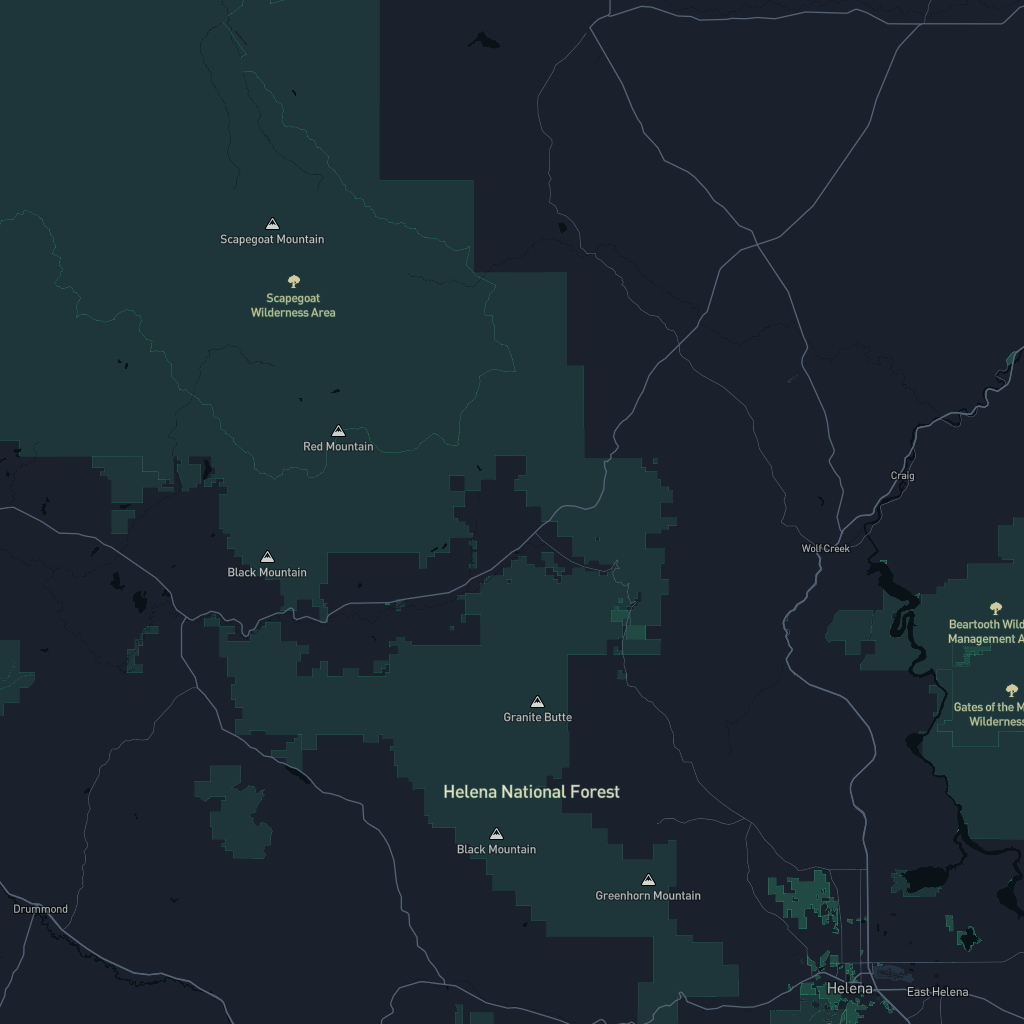 Scapegoat Mountain
Scapegoat
Wilderness Area
Red Mountain
Craig
Wolf Creek
Black Mountain
Beartooth Wild
Management A
Gates of the M
Wilderness
Granite Butte
Helena National Forest
Black Mountain
Greenhorn Mountain
Drummond
Helena
East Helena